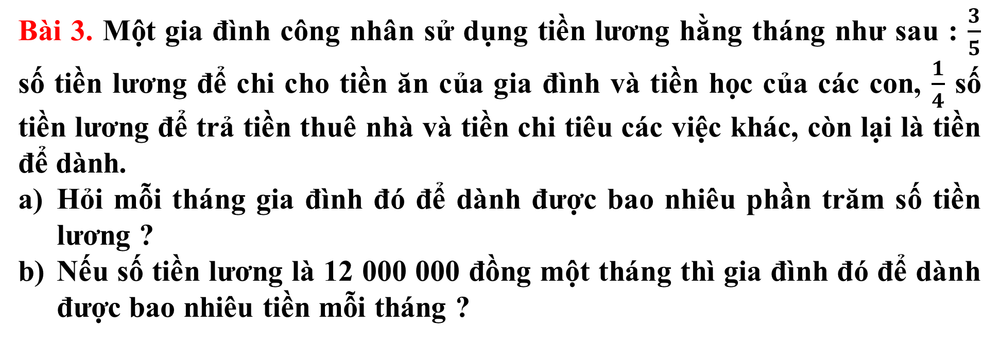 Bài 3. Một gia đình công nhân sử dụng tiền lương hằng tháng như sau : 3/5
số tiền lương để chi cho tiền ăn của gia đình và tiền học của các con, 1/4 số
tiền lương để trả tiền thuê nhà và tiền chi tiêu các việc khác, còn lại là tiền
để dành.
a) Hỏi mỗi tháng gia đình đó để dành được bao nhiêu phần trăm số tiền
lương ?
b) Nếu số tiền lương là 12 000 000 đồng một tháng thì gia đình đó để dành
được bao nhiêu tiền mỗi tháng ?